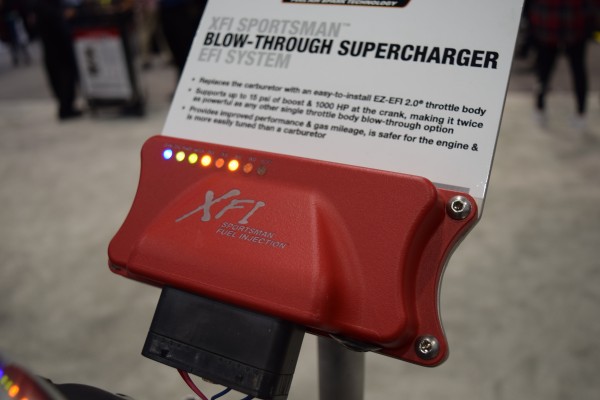 XFI SPORTSMAN™
BLOW-THROUGH SUPERCHARGER
EFI SYSTEM
• Replaces the carburetor with an easy-to-install EZ-EFI 2.0® throttle body
• Supports up to 15 psi of boost & 1000 HP at the crank, making it twice
as powerful as any other single throttle body blow-through option
• Provides improved performance & gas mileage, is safer for the engine &
is more easily tuned than a carburetor
XFI
SPORTSMAN
FUEL INJECTION